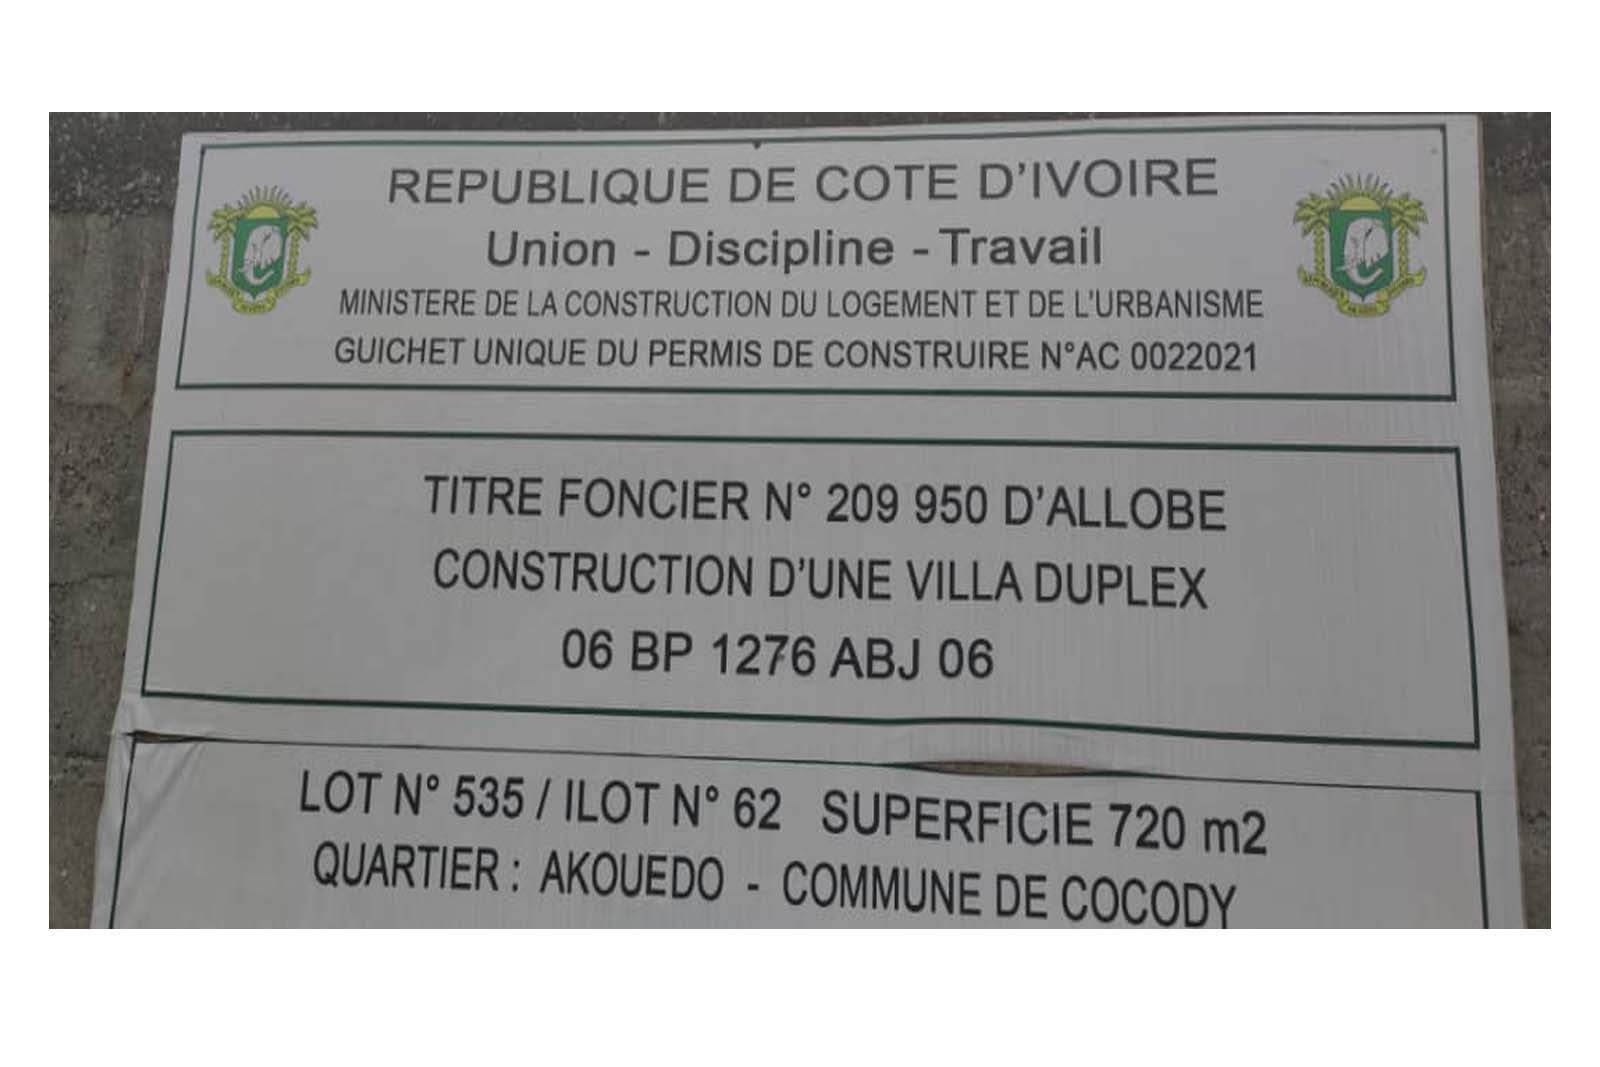 REPUBLIQUE DE COTE D'IVOIRE
Union - Discipline - Travail
MINISTERE DE LA CONSTRUCTION DU LOGEMENT ET DE L'URBANISME
GUICHET UNIQUE DU PERMIS DE CONSTRUIRE N°AC 0022021
TITRE FONCIER N° 209 950 D'ALLOBE
CONSTRUCTION D'UNE VILLA DUPLEX
06 BP 1276 ABJ 06
LOT N° 535 / ILOT N° 62 SUPERFICIE 720 m2
QUARTIER : AKOUEDO - COMMUNE DE COCODY